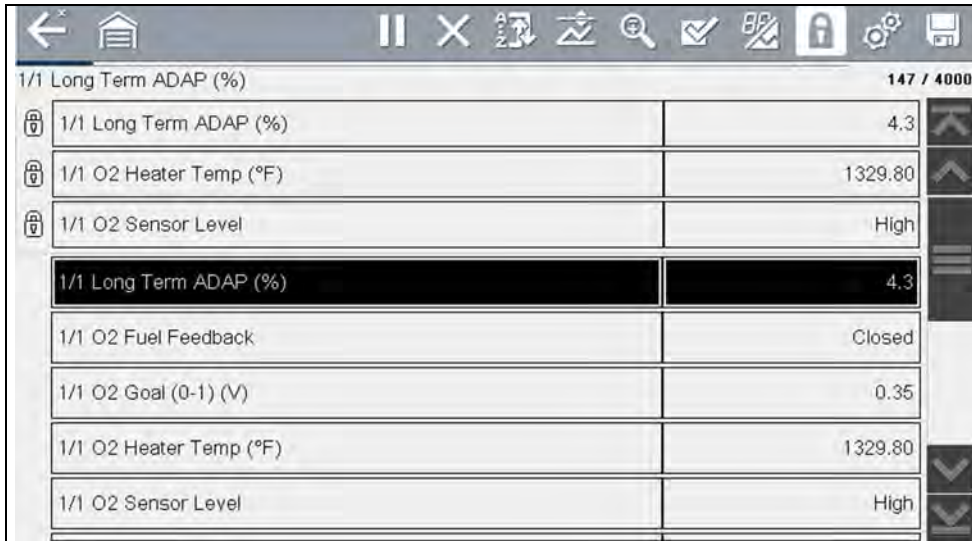 1/1 Long Term ADAP (%) 147 / 4000
1/1 Long Term ADAP (%) 4.3
1/1 O2 Heater Temp (°F) 1329.80
1/1 O2 Sensor Level High
1/1 Long Term ADAP (%) 4.3
1/1 O2 Fuel Feedback Closed
1/1 O2 Goal (0-1) (V) 0.35
1/1 O2 Heater Temp (°F) 1329.80
1/1 O2 Sensor Level High